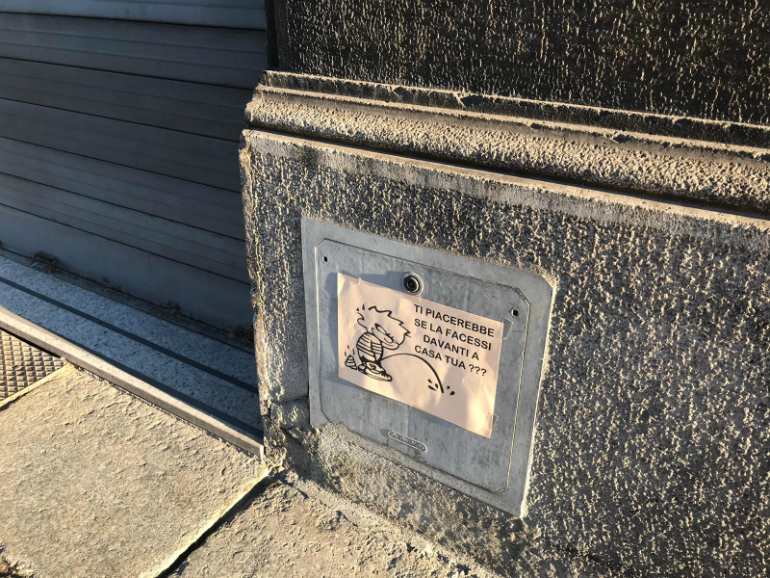 TI PIACEREBBE
SE LA FACESSI
DAVANTI A
CASA TUA ???